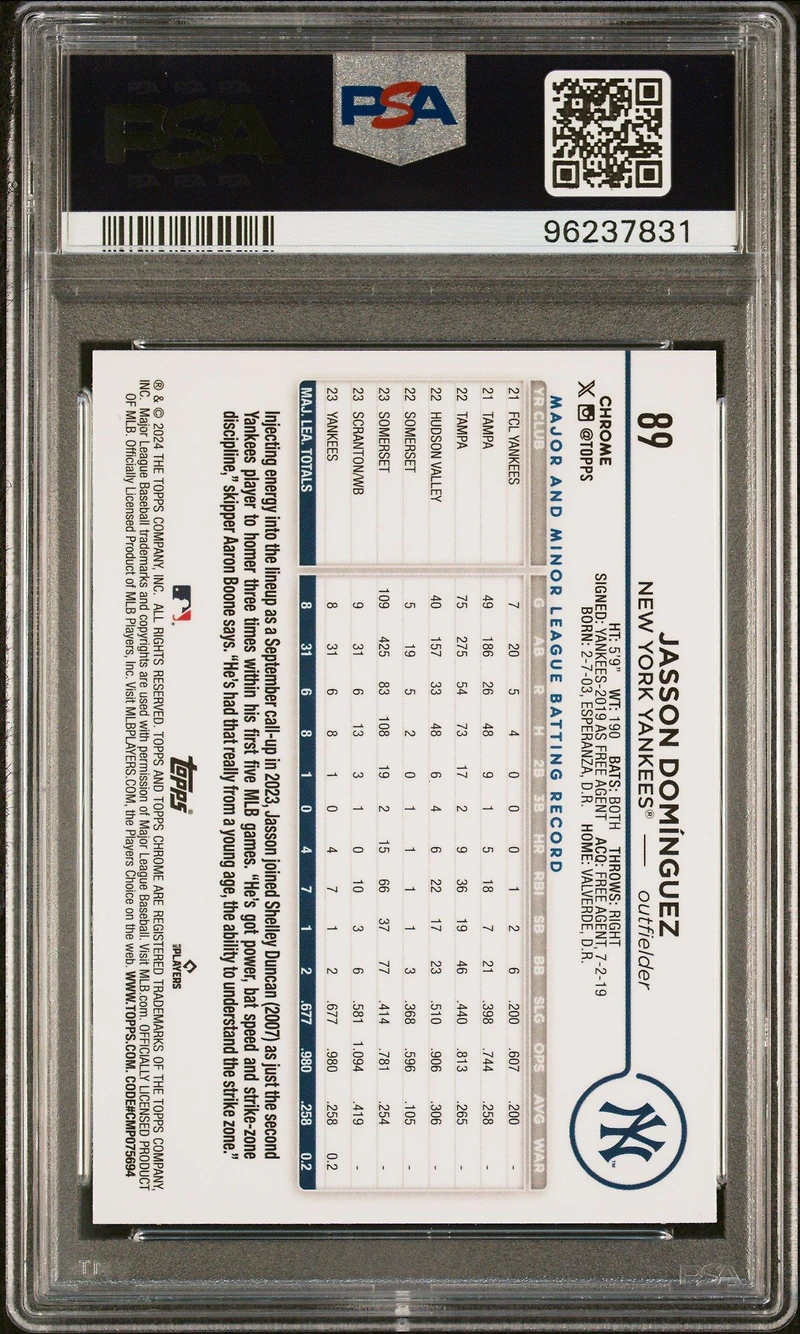 PSA
PSA
96237831
89
JASSON DOMÍNGUEZ
NEW YORK YANKEES® — outfielder
HT: 5'9" WT: 190 BATS: BOTH THROWS: RIGHT
SIGNED: YANKEES-2019 AS FREE AGENT ACQ: FREE AGENT, 7-2-19
BORN: 2-7-03, ESPERANZA, D.R. HOME: VALVERDE, D.R.
CHROME
X @TOPPS
MAJOR AND MINOR LEAGUE BATTING RECORD
YR CLUB G AB R H 2B 3B HR RBI SB BB SLG OPS AVG WAR
21 FCL YANKEES 7 20 5 4 0 0 0 1 2 6 .200 .607 .200 -
21 TAMPA 49 186 26 48 9 1 5 18 7 21 .398 .744 .258 -
22 TAMPA 75 275 54 73 17 2 9 36 19 46 .440 .813 .265 -
22 HUDSON VALLEY 40 157 33 48 6 4 6 22 17 23 .510 .906 .306 -
22 SOMERSET 5 19 5 2 0 1 1 1 1 3 .368 .596 .105 -
23 SOMERSET 109 425 83 108 19 2 15 66 37 77 .414 .781 .254 -
23 SCRANTON/WB 9 31 6 13 3 1 0 10 3 6 .581 1.094 .419 -
23 YANKEES 8 31 6 8 1 0 4 7 1 2 .677 .980 .258 0.2
MAJ. LEA. TOTALS 8 31 6 8 1 0 4 7 1 2 .677 .980 .258 0.2
Injecting energy into the lineup as a September call-up in 2023, Jasson joined Shelley Duncan (2007) as just the second
Yankees player to homer three times within his first five MLB games. "He's got power, bat speed and strike-zone
discipline," skipper Aaron Boone says. "He's had that really from a young age, the ability to understand the strike zone."
topps®
PLAYERS
® & © 2024 THE TOPPS COMPANY, INC. ALL RIGHTS RESERVED. TOPPS AND TOPPS CHROME ARE REGISTERED TRADEMARKS OF THE TOPPS COMPANY,
INC. Major League Baseball trademarks and copyrights are used with permission of Major League Baseball. Visit MLB.com. OFFICIALLY LICENSED PRODUCT
OF MLB. Officially Licensed Product of MLB Players, Inc. Visit MLBPLAYERS.COM, the Players Choice on the web. WWW.TOPPS.COM. CODE#CMP075694
PSA